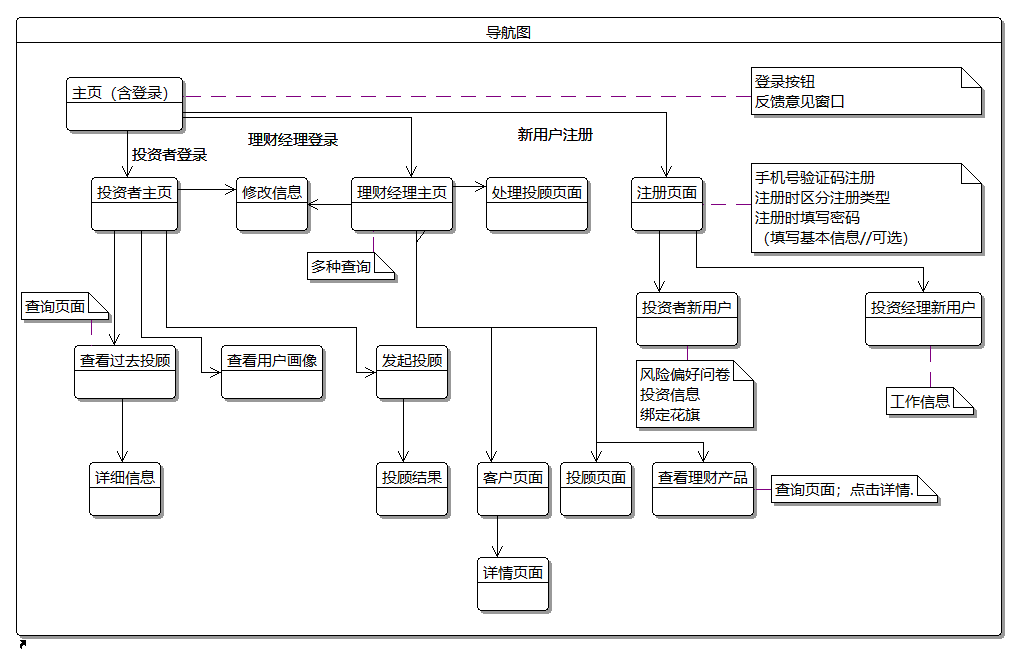 导航图
主页（含登录）
登录按钮
反馈意见窗口
投资者登录
理财经理登录
新用户注册
投资者主页
修改信息
理财经理主页
处理投顾页面
注册页面
手机号验证码注册
注册时区分注册类型
注册时填写密码
（填写基本信息//可选）
多种查询
查询页面
投资者新用户
投资经理新用户
查看过去投顾
查看用户画像
发起投顾
风险偏好问卷
投资信息
绑定花旗
工作信息
详细信息
投顾结果
客户页面
投顾页面
查看理财产品
查询页面；点击详情.
详情页面